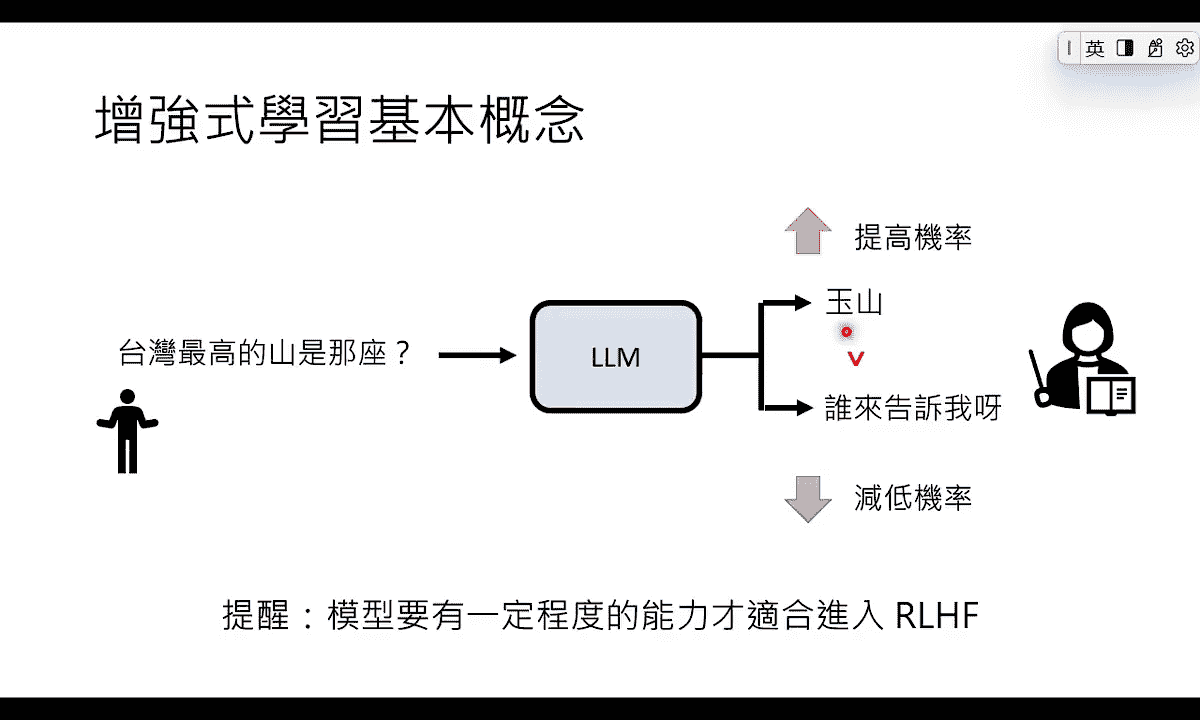 英
增強式學習基本概念
提高機率
玉山
台灣最高的山是那座？
LLM
誰來告訴我呀
減低機率
提醒：模型要有一定程度的能力才適合進入 RLHF